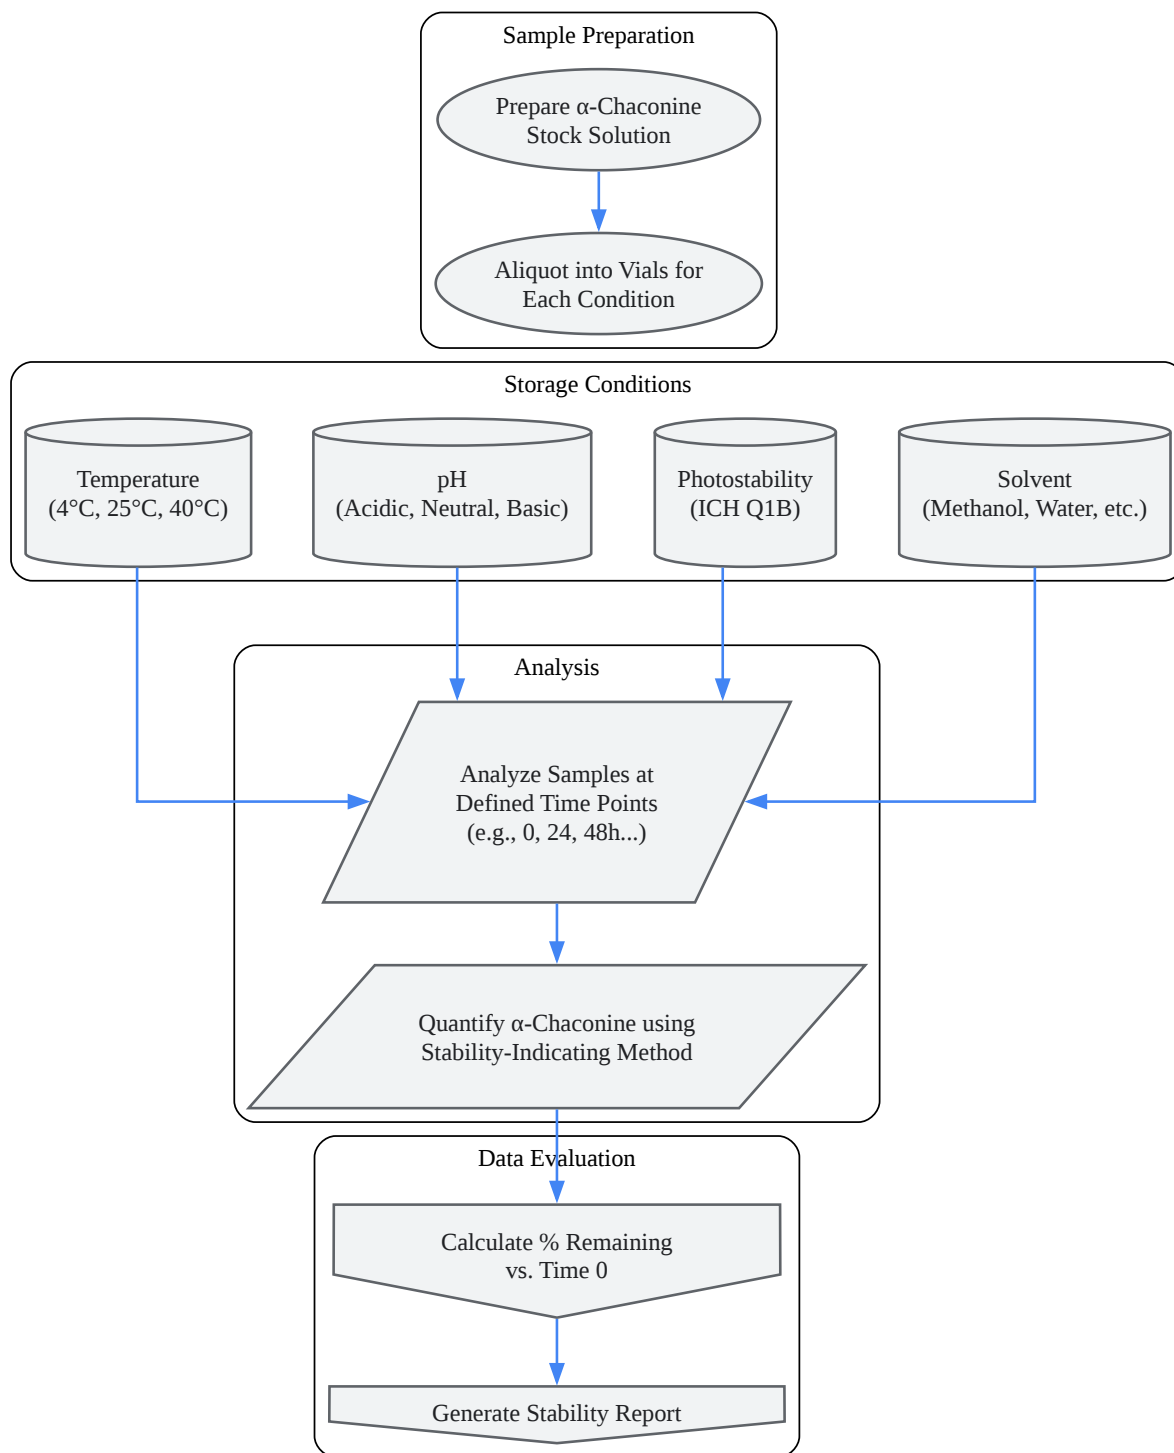 Sample Preparation
Prepare α-Chaconine
Stock Solution
Aliquot into Vials for
Each Condition
Storage Conditions
Temperature
(4°C, 25°C, 40°C)
pH
(Acidic, Neutral, Basic)
Photostability
(ICH Q1B)
Solvent
(Methanol, Water, etc.)
Analysis
Analyze Samples at
Defined Time Points
(e.g., 0, 24, 48h...)
Quantify α-Chaconine using
Stability-Indicating Method
Data Evaluation
Calculate % Remaining
vs. Time 0
Generate Stability Report